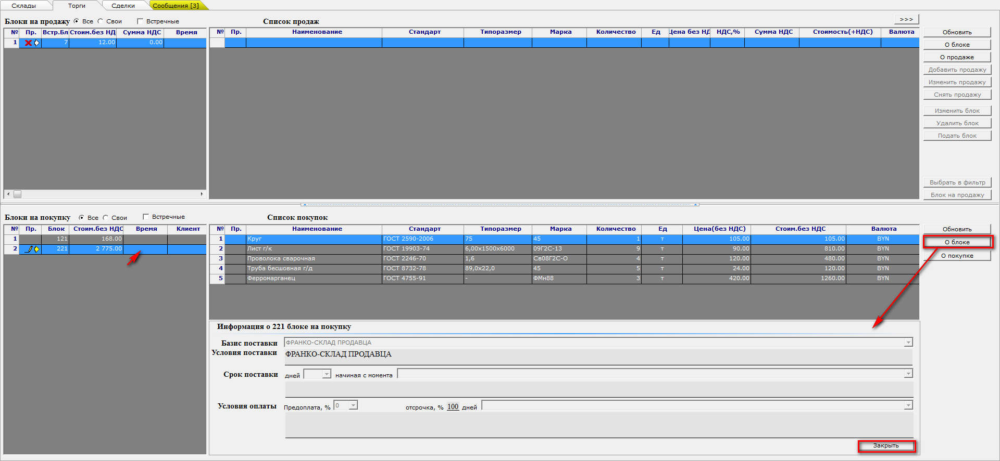 Склады Торги Сделки Сообщения [3]
Блоки на продажу Все Свои Встречные Список продаж >>>
№ Пр. Встр.Бл Стоим.без НД Сумма НДС Время
1 7 12.00 0.00
№ Пр. Наименование Стандарт Типоразмер Марка Количество Ед Цена без НД НДС,% Сумма НДС Стоимость(+НДС) Валюта
Обновить
О блоке
О продаже
Добавить продажу
Изменить продажу
Снять продажу
Изменить блок
Удалить блок
Подать блок
Выбрать в фильтр
Блок на продажу
Блоки на покупку Все Свои Встречные Список покупок
№ Пр. Блок Стоим.без НДС Время Клиент
1 121 168.00
2 221 2 775.00
№ Пр. Наименование Стандарт Типоразмер Марка Количество Ед Цена(без НДС) Стоим.без НДС Валюта
1 Круг ГОСТ 2590-2006 75 45 1 т 105.00 105.00 BYN
2 Лист г/к ГОСТ 19903-74 6,00x1500x6000 09Г2С-13 9 т 90.00 810.00 BYN
3 Проволока сварочная ГОСТ 2246-70 1,6 Св08Г2С-О 4 т 120.00 480.00 BYN
4 Труба бесшовная г/д ГОСТ 8732-78 89,0x22,0 45 5 т 24.00 120.00 BYN
5 Ферромарганец ГОСТ 4755-91 - ФМн88 3 т 420.00 1260.00 BYN
Обновить
О блоке
О покупке
Информация о 221 блоке на покупку
Базис поставки ФРАНКО-СКЛАД ПРОДАВЦА
Условия поставки ФРАНКО-СКЛАД ПРОДАВЦА
Срок поставки дней начиная с момента
Условия оплаты Предоплата, % 0 отсрочка, % 100 дней
Закрыть